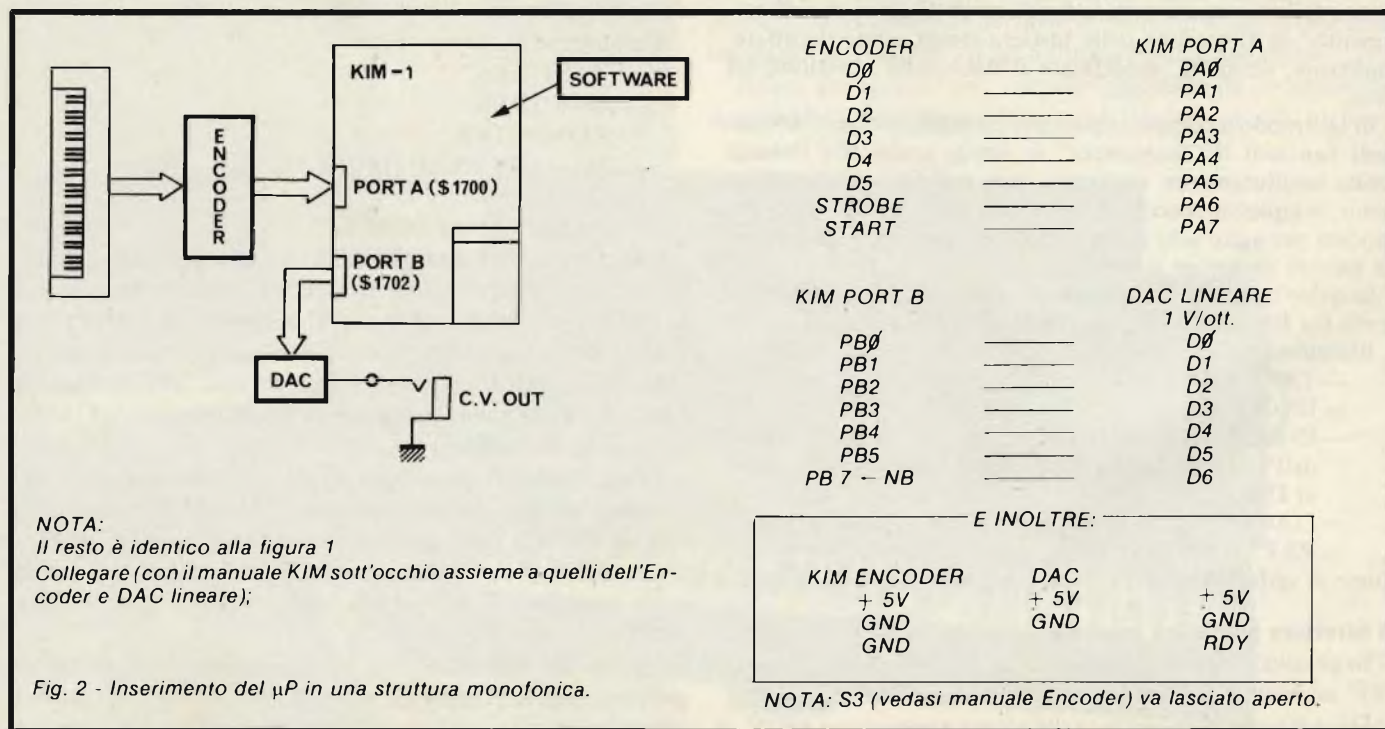 KIM-1
SOFTWARE
ENCODER
PORT A ($1700)
PORT B
($1702)
DAC
C.V. OUT
NOTA:
Il resto è identico alla figura 1
Collegare (con il manuale KIM sott'occhio assieme a quelli dell'En-
coder e DAC lineare);
Fig. 2 - Inserimento del µP in una struttura monofonica.
ENCODER KIM PORT A
DØ ——— PAØ
D1 ——— PA1
D2 ——— PA2
D3 ——— PA3
D4 ——— PA4
D5 ——— PA5
STROBE ——— PA6
START ——— PA7
KIM PORT B DAC LINEARE
1 V/ott.
PBØ ——— DØ
PB1 ——— D1
PB2 ——— D2
PB3 ——— D3
PB4 ——— D4
PB5 ——— D5
PB 7 - NB ——— D6
E INOLTRE:
KIM ENCODER DAC
+ 5V + 5V + 5V
GND GND GND
GND RDY
NOTA: S3 (vedasi manuale Encoder) va lasciato aperto.